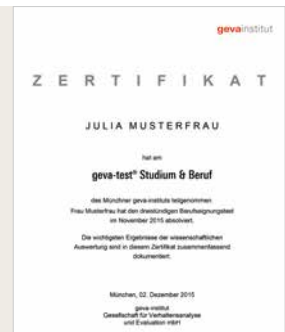 gevainstitut
ZERTIFIKAT
JULIA MUSTERFRAU
hat am
geva-test® Studium & Beruf
des Münchner geva-instituts teilgenommen.
Frau Musterfrau hat den dreistündigen Berufseignungstest
im November 2015 absolviert.
Die wichtigsten Ergebnisse der wissenschaftlichen
Auswertung sind in diesem Zertifikat zusammenfassend
dokumentiert.
München, 02. Dezember 2015
geva-institut
Gesellschaft für Verhaltensanalyse
und Evaluation mbH